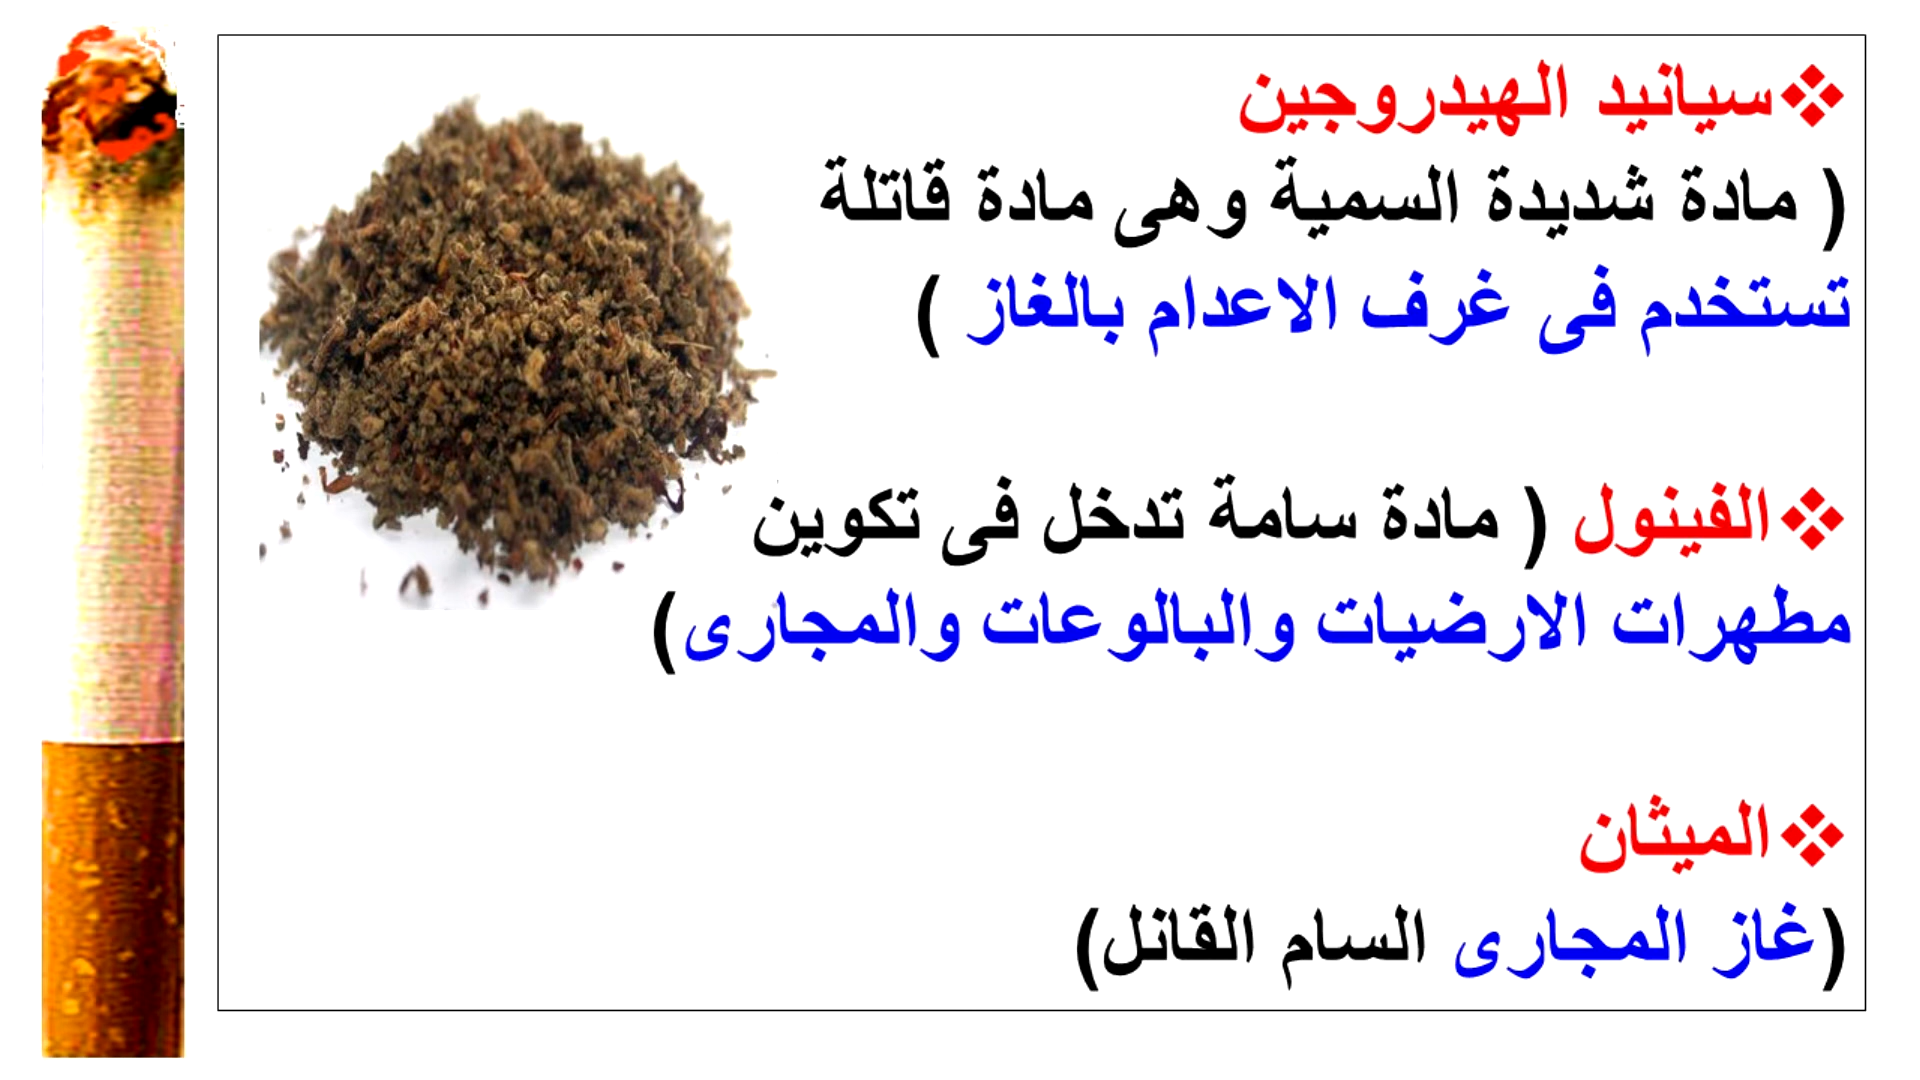 ❖سيانيد الهيدروجين
( مادة شديدة السمية وهى مادة قاتلة
تستخدم فى غرف الاعدام بالغاز )
❖الفينول ( مادة سامة تدخل فى تكوين
مطهرات الارضيات والبالوعات والمجارى)
❖الميثان
(غاز المجارى السام القانل)